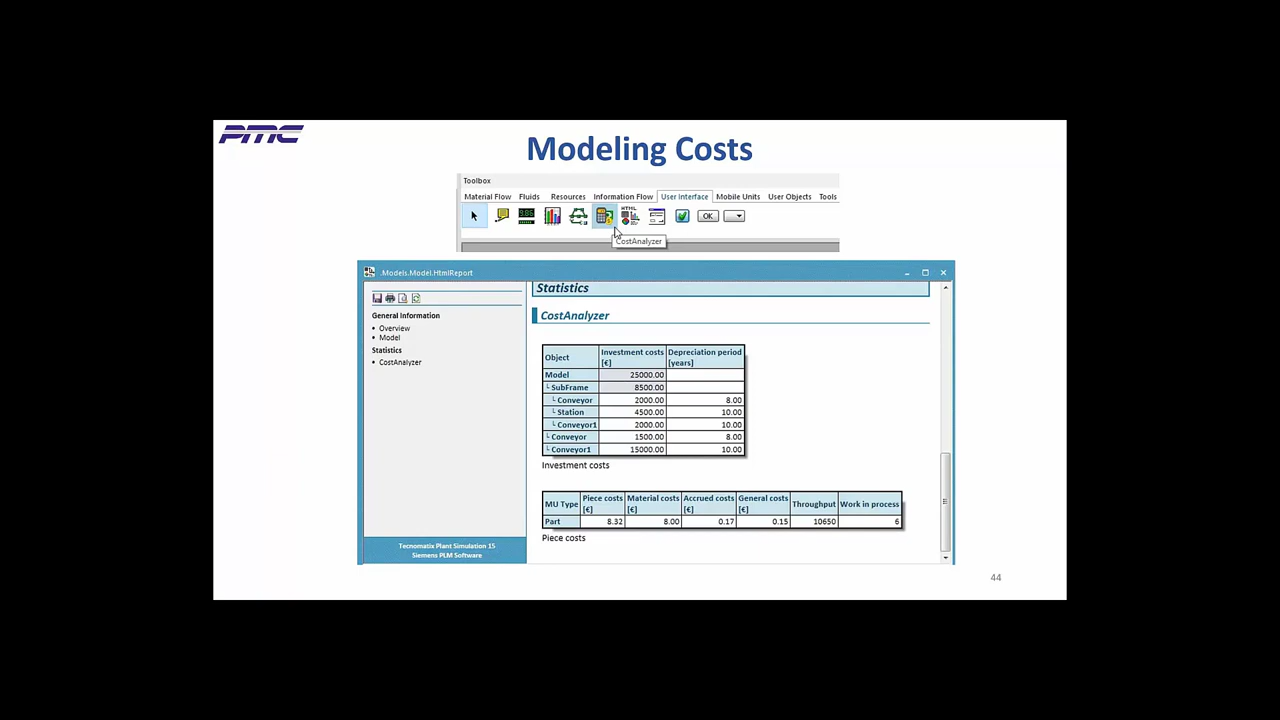 PMC
Modeling Costs
Toolbox
Material Flow Fluids Resources Information Flow User Interface Mobile Units User Objects Tools
HTML
OK
CostAnalyzer
.Models.Model.HtmlReport
General Information
• Overview
• Model
Statistics
• CostAnalyzer
Tecnomatix Plant Simulation 15
Siemens PLM Software
Statistics
CostAnalyzer
Object Investment costs [€] Depreciation period [years]
Model 25000.00
└ SubFrame 8500.00
└ Conveyor 2000.00 8.00
└ Station 4500.00 10.00
└ Conveyor1 2000.00 10.00
└ Conveyor 1500.00 8.00
└ Conveyor1 15000.00 10.00
Investment costs
MU Type Piece costs [€] Material costs [€] Accrued costs [€] General costs [€] Throughput Work in process
Part 8.32 8.00 0.17 0.15 10650 6
Piece costs
44